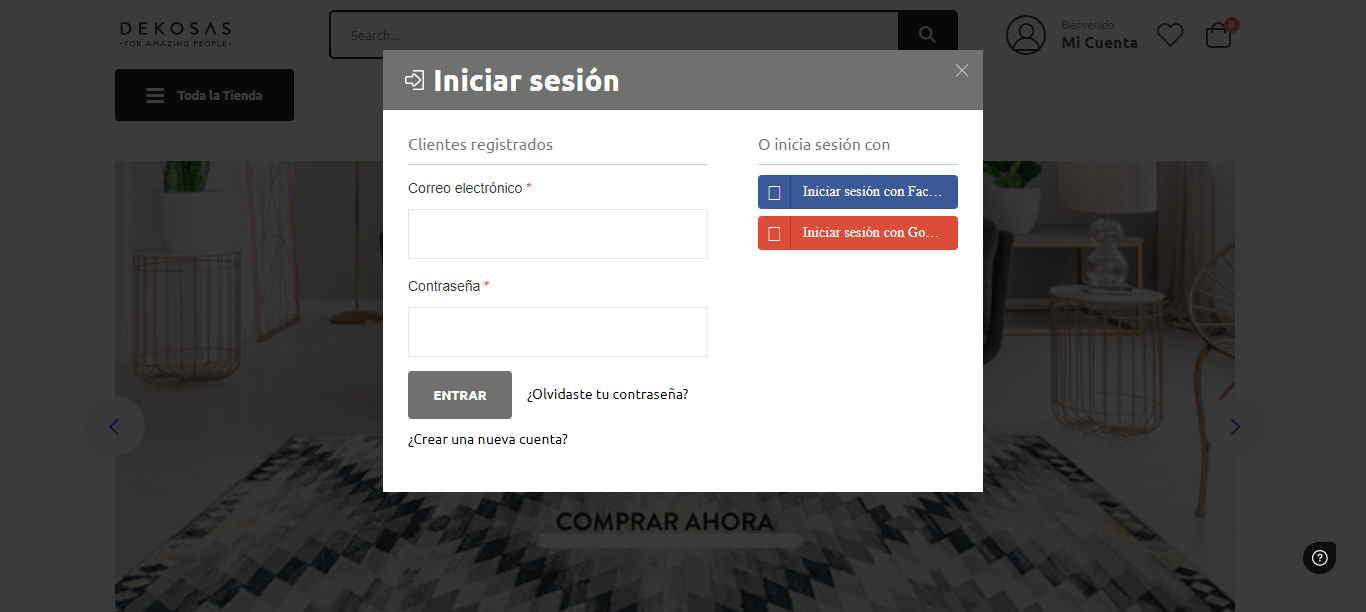 DEKOSAS
•FOR AMAZING PEOPLE•
Search...
Bienvenido
Mi Cuenta
0
Toda la Tienda
Iniciar sesión
Clientes registrados
O inicia sesión con
Correo electrónico *
Iniciar sesión con Fac...
Iniciar sesión con Go...
Contraseña *
ENTRAR
¿Olvidaste tu contraseña?
¿Crear una nueva cuenta?
COMPRAR AHORA